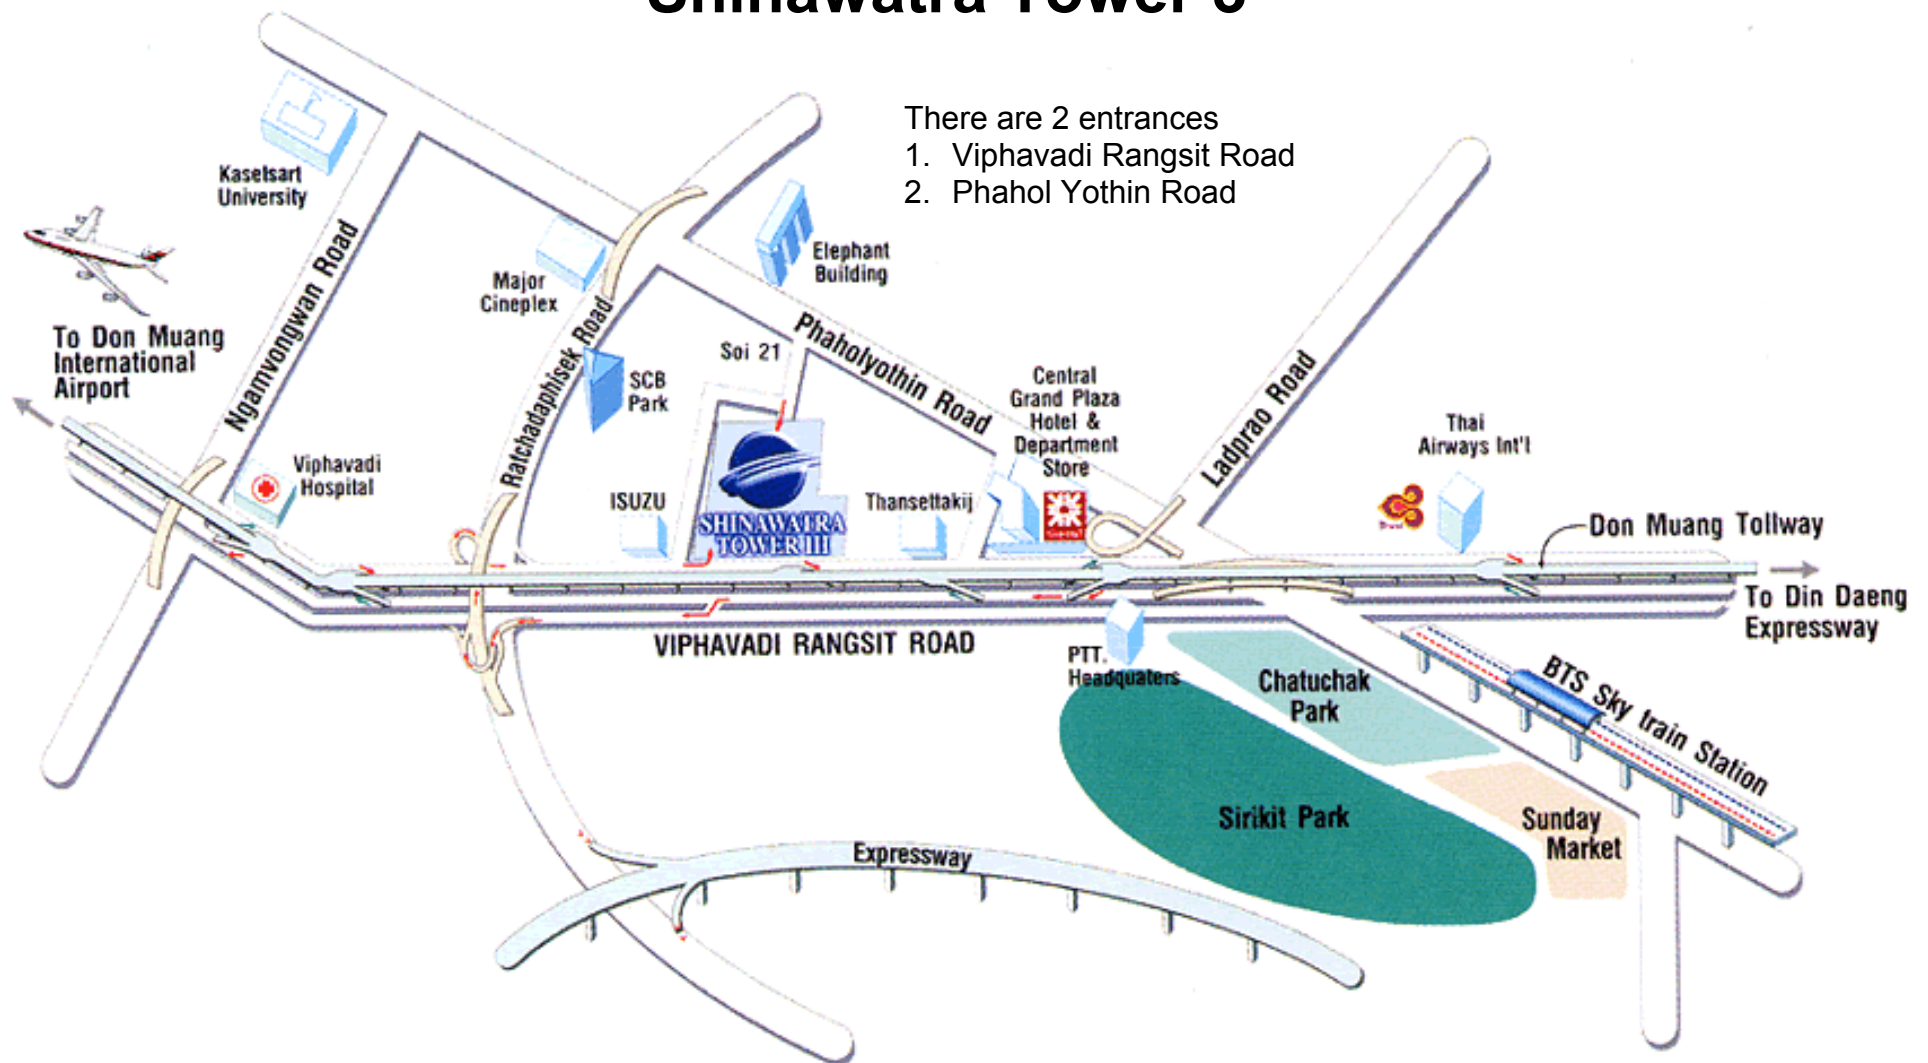 Shinawatra Tower 3
There are 2 entrances
1. Viphavadi Rangsit Road
2. Phahol Yothin Road
Kasetsart
University
Ngamvongwan Road
To Don Muang
International
Airport
Major
Cineplex
Elephant
Building
Ratchadaphisek Road
SCB
Park
Soi 21
Phaholyothin Road
Central
Grand Plaza
Hotel &
Department
Store
Ladprao Road
Thai
Airways Int'l
Viphavadi
Hospital
ISUZU
SHINAWATRA
TOWER III
Thansettakij
Don Muang Tollway
To Din Daeng
Expressway
VIPHAVADI RANGSIT ROAD
PTT.
Headquaters
Chatuchak
Park
BTS Sky train Station
Sirikit Park
Sunday
Market
Expressway